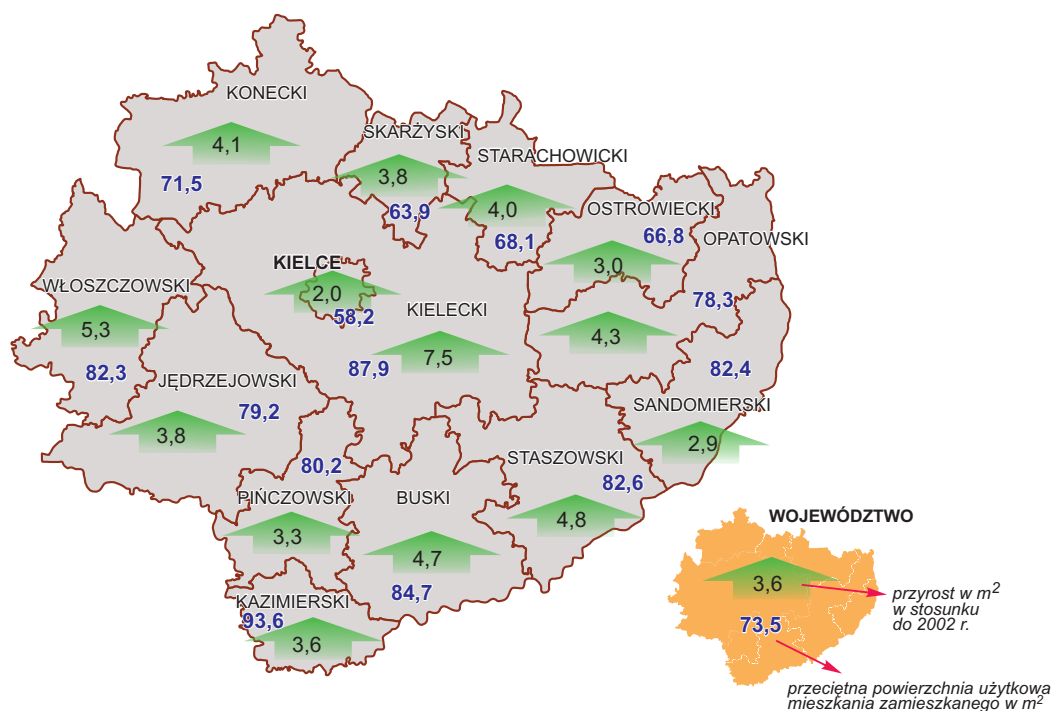 KONECKI
4,1
71,5
SKARŻYSKI
3,8
63,9
STARACHOWICKI
4,0
68,1
OSTROWIECKI
66,8
3,0
OPATOWSKI
78,3
4,3
KIELCE
2,0
58,2
KIELECKI
87,9
7,5
WŁOSZCZOWSKI
5,3
82,3
JĘDRZEJOWSKI
79,2
3,8
82,4
SANDOMIERSKI
2,9
80,2
PIŃCZOWSKI
3,3
BUSKI
4,7
84,7
STASZOWSKI
82,6
4,8
KAZIMIERSKI
93,6
3,6
WOJEWÓDZTWO
3,6
73,5
przyrost w m²
w stosunku
do 2002 r.
przeciętna powierzchnia użytkowa
mieszkania zamieszkanego w m²